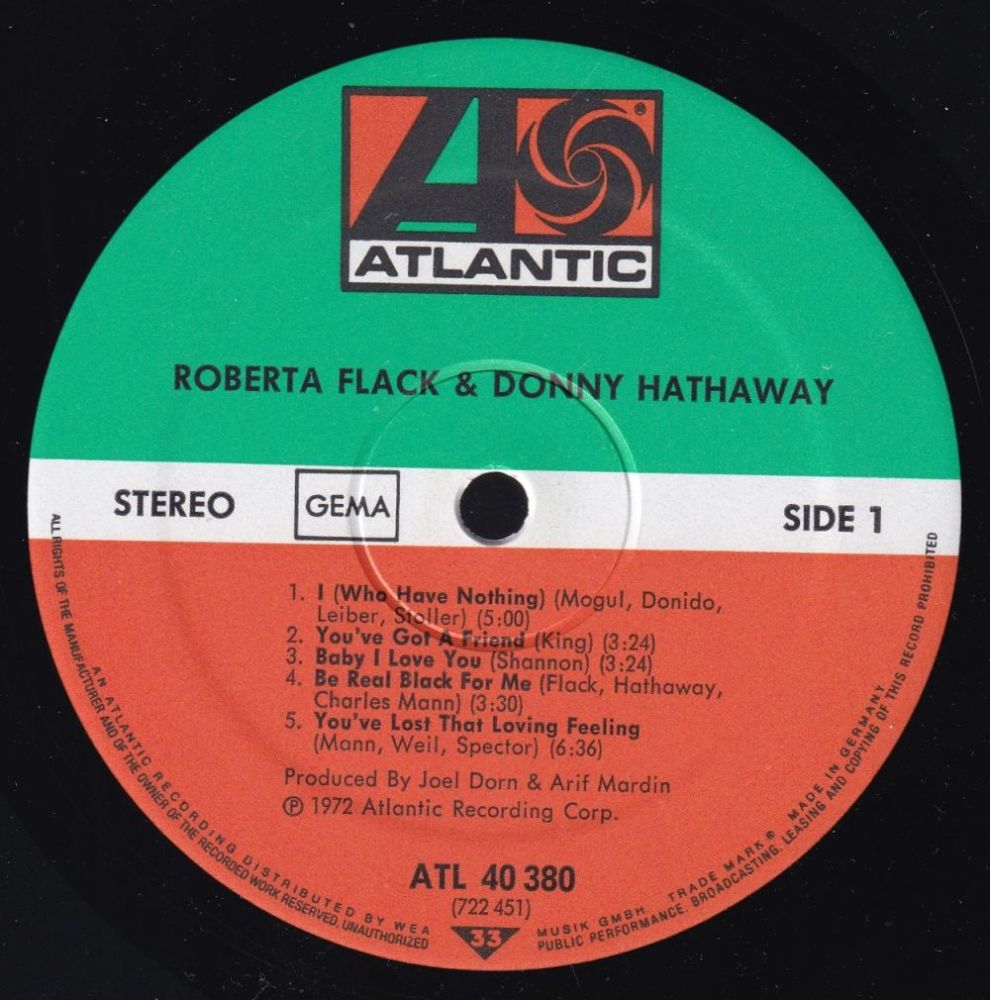 ®
ATLANTIC
ROBERTA FLACK & DONNY HATHAWAY
STEREO
GEMA
SIDE 1
1. I (Who Have Nothing) (Mogul, Donido,
Leiber, Stoller) (5:00)
2. You've Got A Friend (King) (3:24)
3. Baby I Love You (Shannon) (3:24)
4. Be Real Black For Me (Flack, Hathaway,
Charles Mann) (3:30)
5. You've Lost That Loving Feeling
(Mann, Weil, Spector) (6:36)
Produced By Joel Dorn & Arif Mardin
℗ 1972 Atlantic Recording Corp.
ATL 40 380
(722 451)
33
AN ATLANTIC RECORDING DISTRIBUTED BY WEA MUSIK GMBH. TRADE MARK ® MADE IN GERMANY
ALL RIGHTS OF THE MANUFACTURER AND OF THE OWNER OF THE RECORDED WORK RESERVED. UNAUTHORIZED PUBLIC PERFORMANCE. BROADCASTING, LEASING AND COPYING OF THIS RECORD PROHIBITED